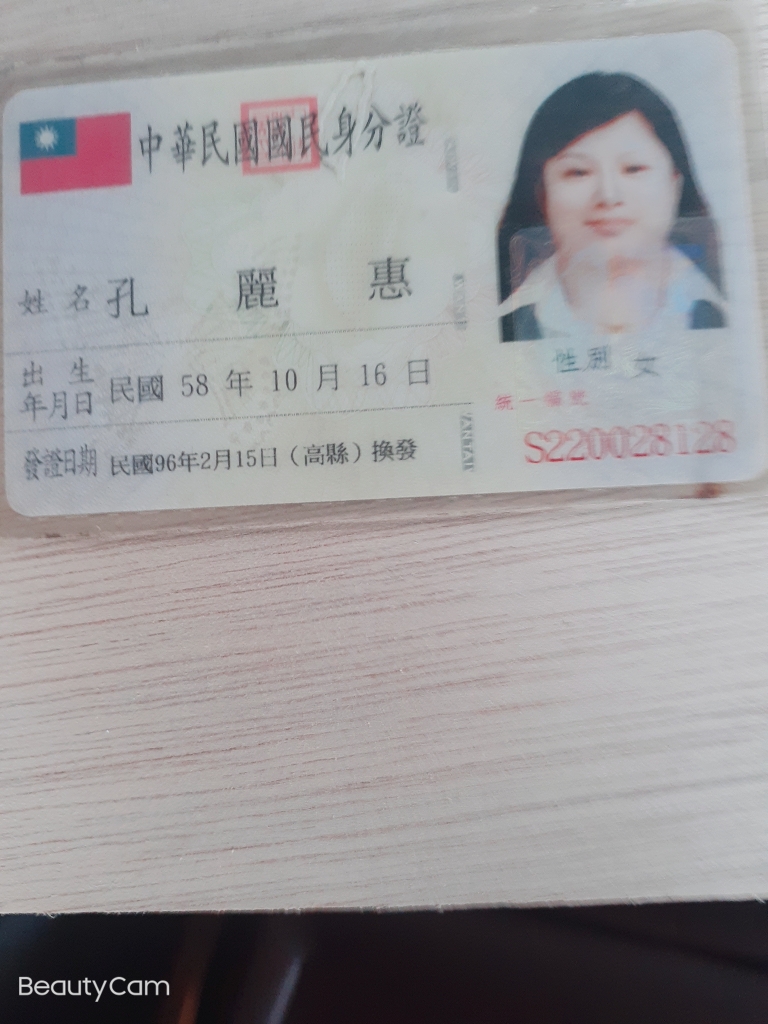 中華民國國民身分證
姓名 孔麗惠
出生年月日 民國 58 年 10 月 16 日
發證日期 民國96年2月15日（高縣）換發
性別 女
統一編號
S220028128
BeautyCam